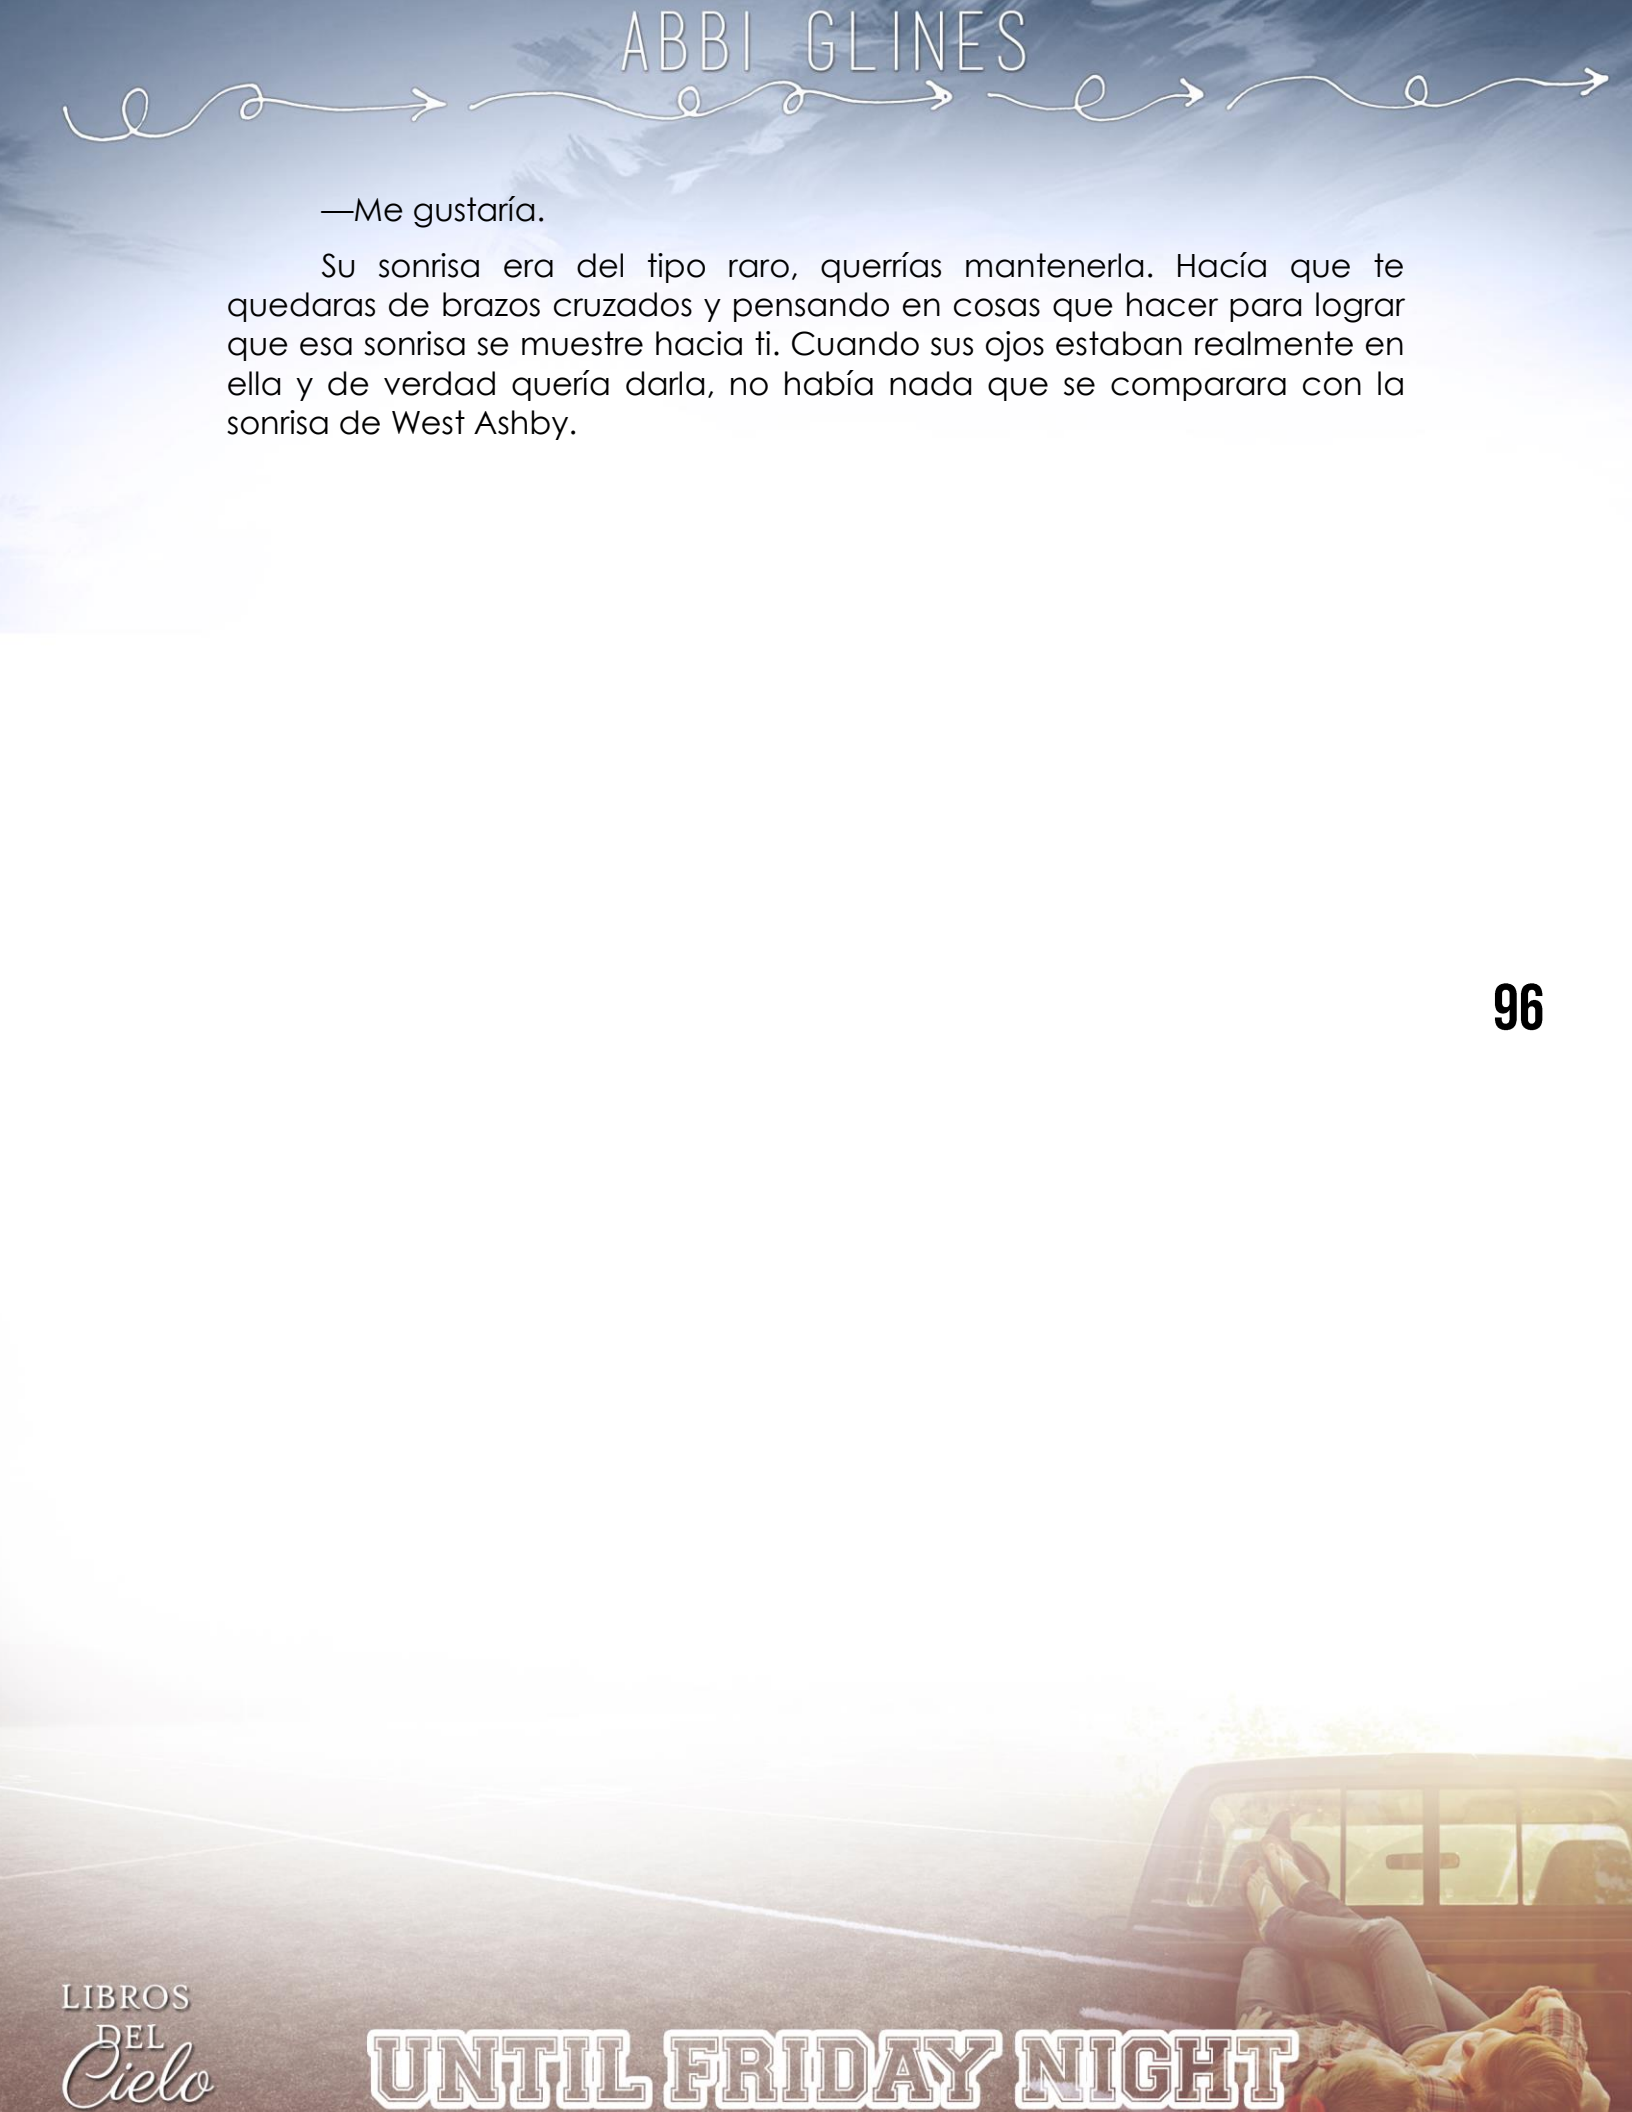 ABBI GLINES
—Me gustaría.
Su sonrisa era del tipo raro, querrías mantenerla. Hacía que te
quedaras de brazos cruzados y pensando en cosas que hacer para lograr
que esa sonrisa se muestre hacia ti. Cuando sus ojos estaban realmente en
ella y de verdad quería darla, no había nada que se comparara con la
sonrisa de West Ashby.
96
LIBROS
DEL
Cielo
UNTIL FRIDAY NIGHT